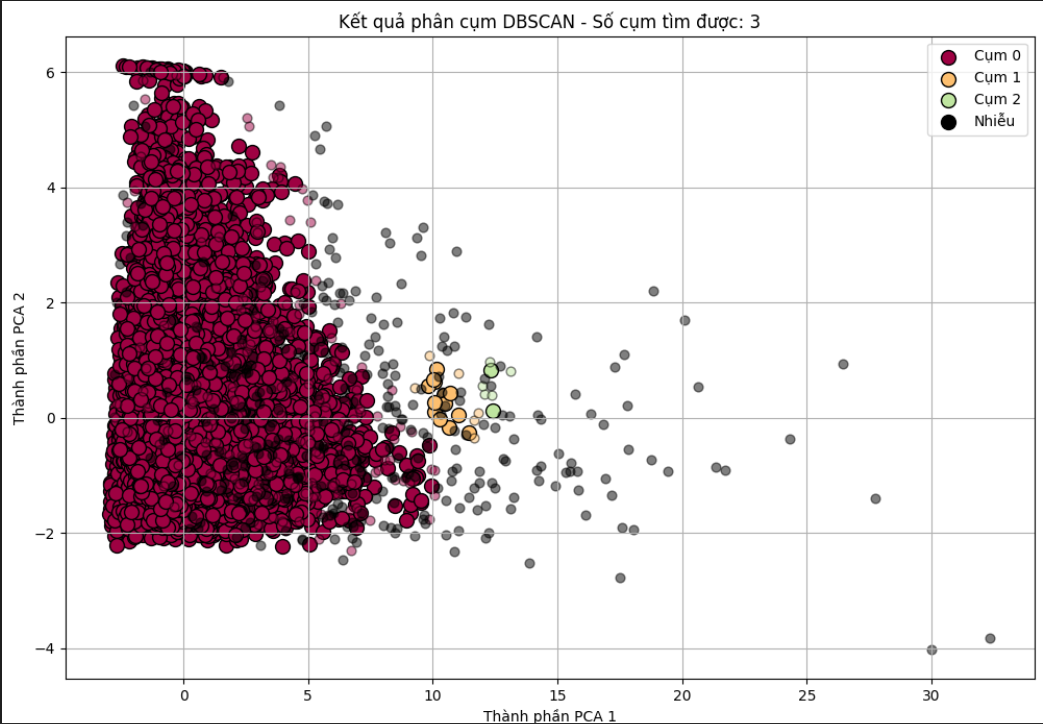 Kết quả phân cụm DBSCAN - Số cụm tìm được: 3
Cụm 0
Cụm 1
Cụm 2
Nhiễu
Thành phần PCA 2
6
4
2
0
−2
−4
0 5 10 15 20 25 30
Thành phần PCA 1